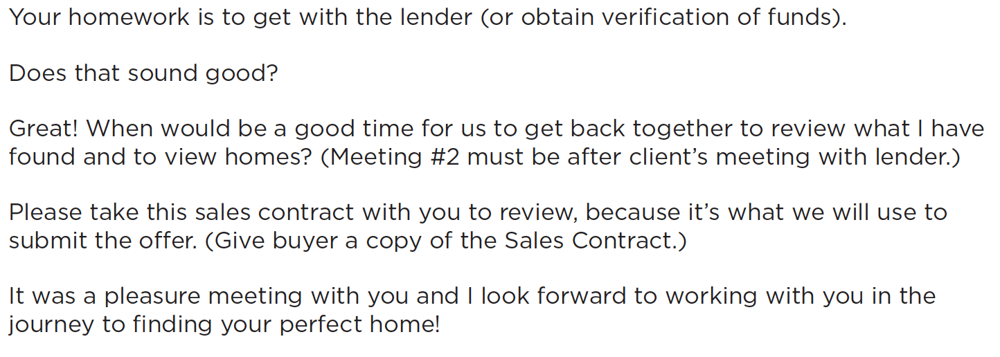 Your homework is to get with the lender (or obtain verification of funds).
Does that sound good?
Great! When would be a good time for us to get back together to review what I have
found and to view homes? (Meeting #2 must be after client’s meeting with lender.)
Please take this sales contract with you to review, because it’s what we will use to
submit the offer. (Give buyer a copy of the Sales Contract.)
It was a pleasure meeting with you and I look forward to working with you in the
journey to finding your perfect home!